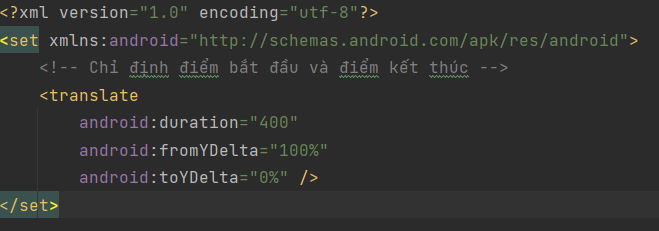 <?xml version="1.0" encoding="utf-8"?>
<set xmlns:android="http://schemas.android.com/apk/res/android">
    <!-- Chỉ định điểm bắt đầu và điểm kết thúc -->
    <translate
        android:duration="400"
        android:fromYDelta="100%"
        android:toYDelta="0%" />
</set>